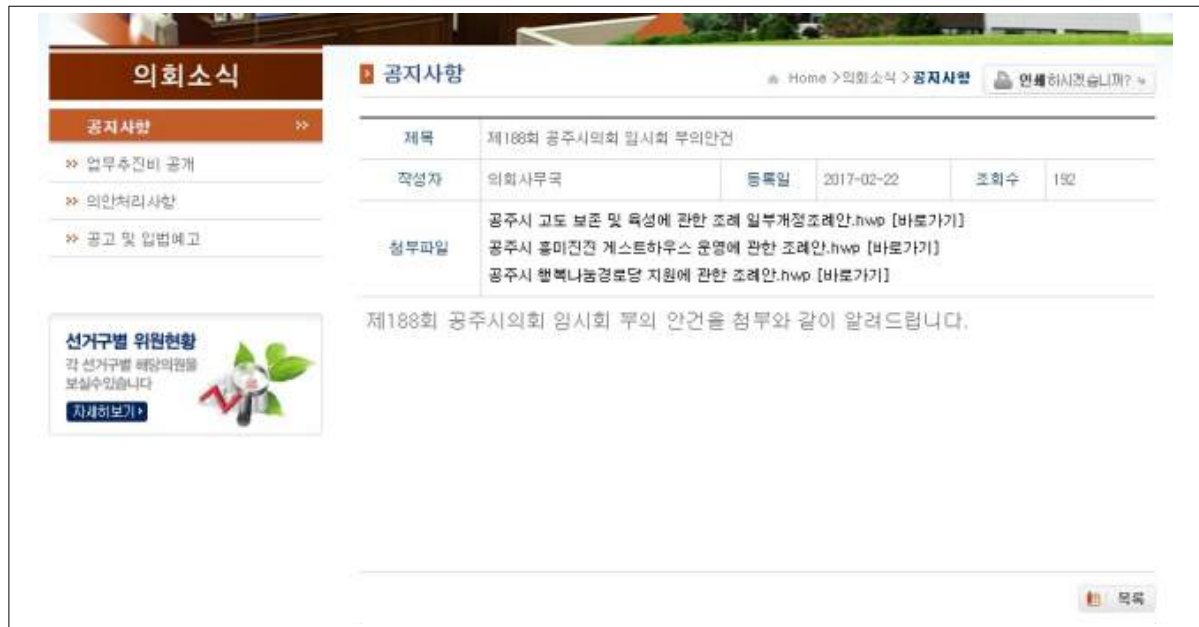 의회소식
공지사항 »
» 업무추진비 공개
» 의안처리사항
» 공고 및 입법예고
선거구별 위원현황
각 선거구별 해당의원을
보실수있습니다
자세히보기
공지사항
Home > 의회소식 > 공지사항 인쇄하시겠습니까?
제목 제188회 공주시의회 임시회 부의안건
작성자 의회사무국 등록일 2017-02-22 조회수 192
첨부파일
공주시 고도 보존 및 육성에 관한 조례 일부개정조례안.hwp [바로가기]
공주시 흥미진진 게스트하우스 운영에 관한 조례안.hwp [바로가기]
공주시 행복나눔경로당 지원에 관한 조례안.hwp [바로가기]
제188회 공주시의회 임시회 부의 안건을 첨부와 같이 알려드립니다.
목록